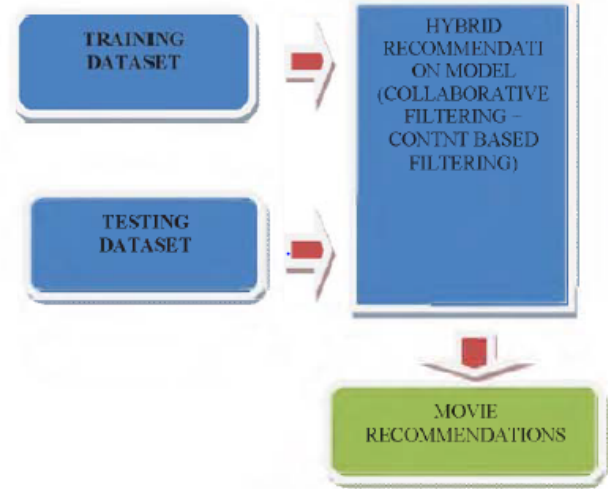 TRAINING
DATASET
HYBRID
RECOMMENDATI
ON MODEL
(COLLABORATIVE
FILTERING –
CONTNT BASED
FILTERING)
TESTING
DATASET
MOVIE
RECOMMENDATIONS